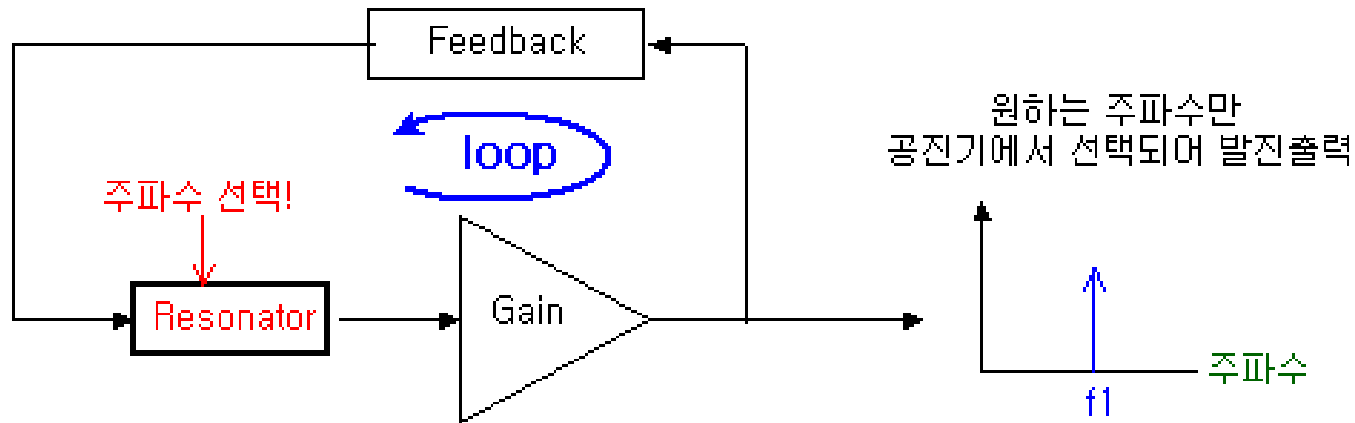 Feedback
원하는 주파수만
공진기에서 선택되어 발진출력
loop
주파수 선택!
Resonator
Gain
주파수
f1